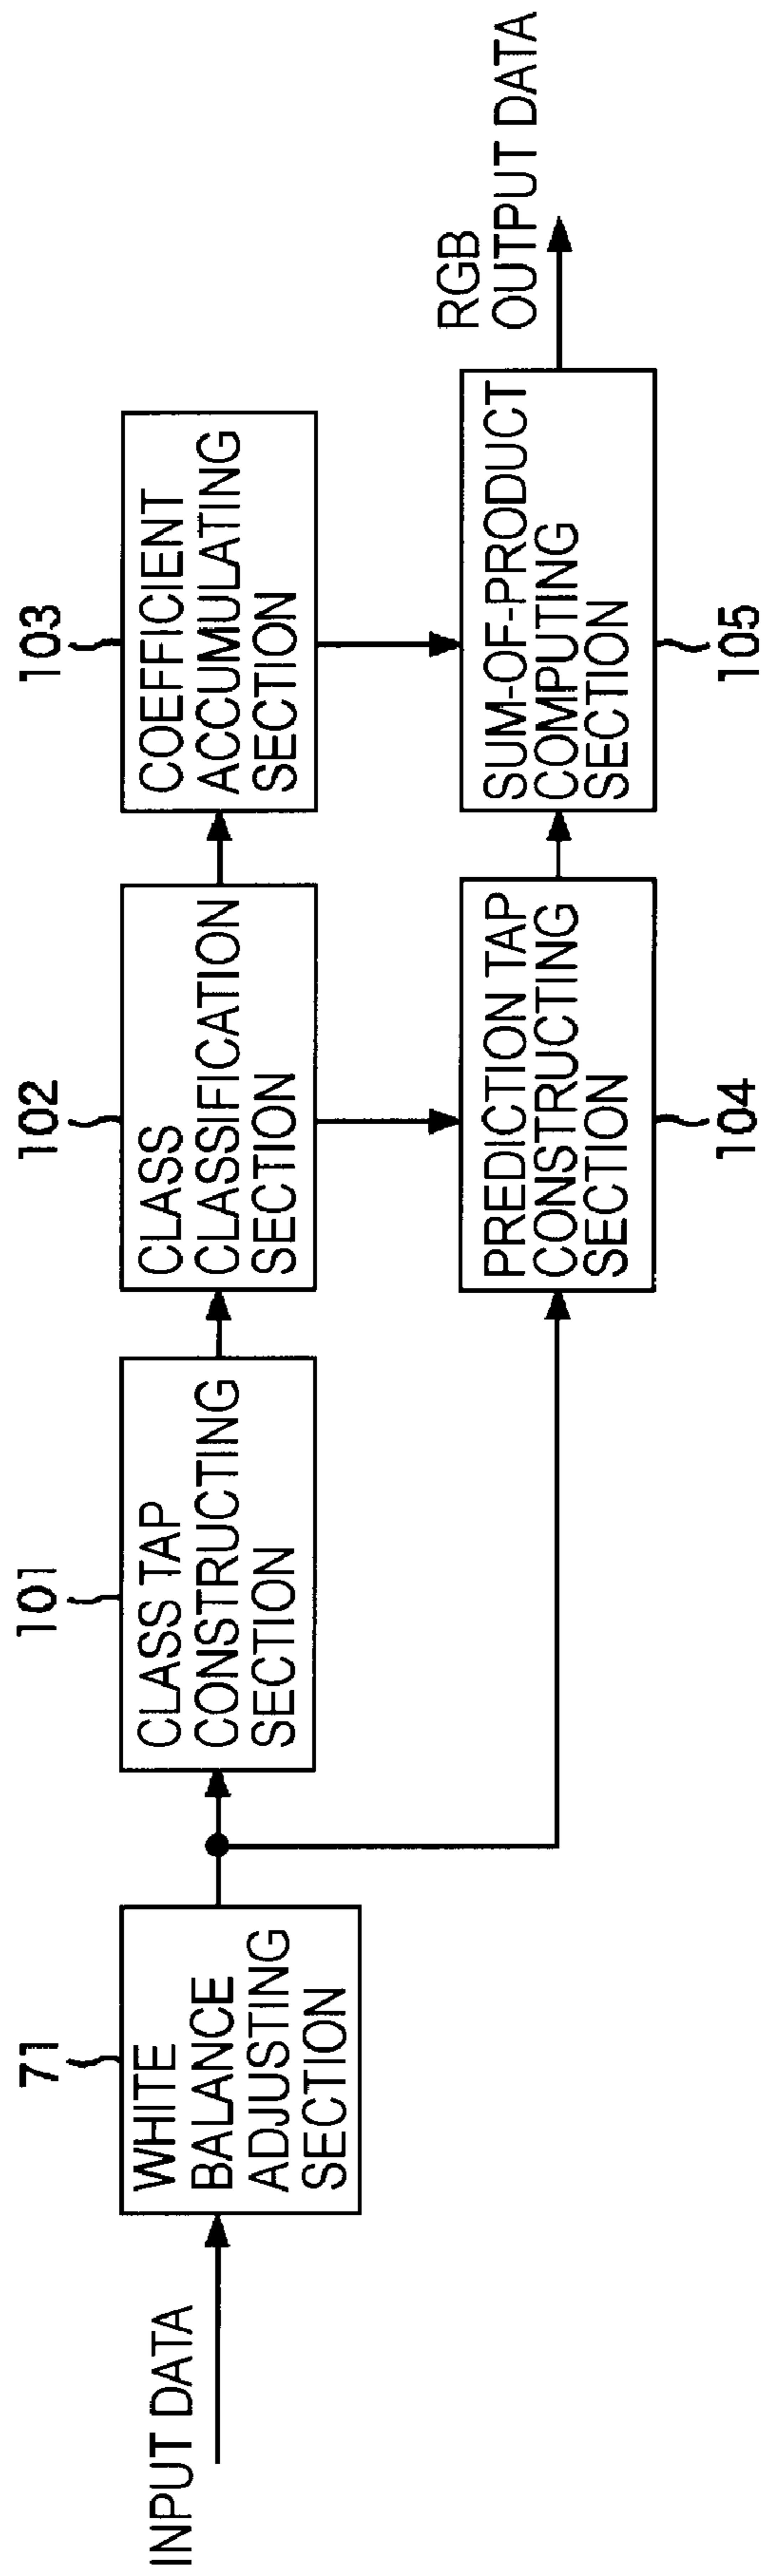 INPUT DATA
71
WHITE
BALANCE
ADJUSTING
SECTION
101
CLASS TAP
CONSTRUCTING
SECTION
102
CLASS
CLASSIFICATION
SECTION
103
COEFFICIENT
ACCUMULATING
SECTION
PREDICTION TAP
CONSTRUCTING
SECTION
104
SUM-OF-PRODUCT
COMPUTING
SECTION
105
RGB
OUTPUT DATA